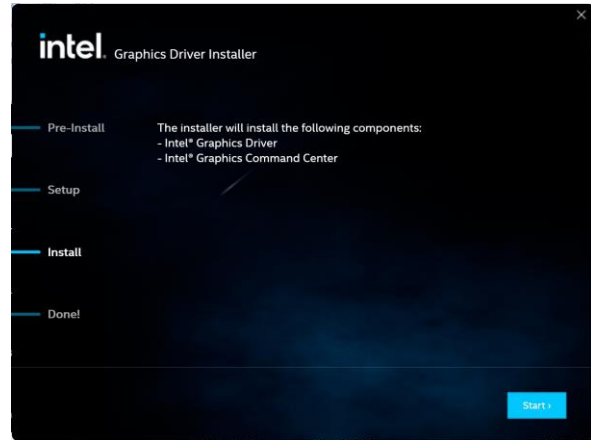 intel. Graphics Driver Installer
Pre-Install
The installer will install the following components:
- Intel® Graphics Driver
- Intel® Graphics Command Center
Setup
Install
Done!
Start ›